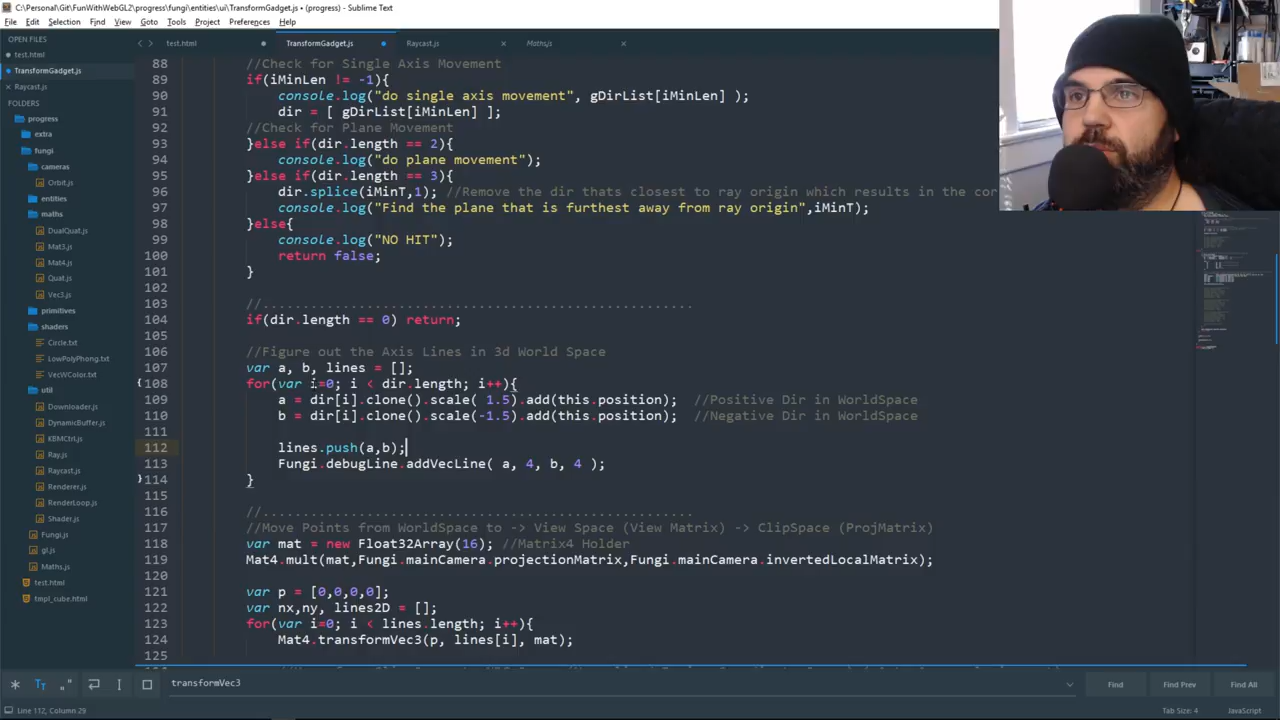 C:\Personal\Git\FunWithWebGL2\progress\fungi\entities\ui\TransformGadget.js • (progress) - Sublime Text
File Edit Selection Find View Goto Tools Project Preferences Help
OPEN FILES
test.html
TransformGadget.js
Raycast.js
FOLDERS
progress
extra
fungi
cameras
Orbit.js
entities
maths
DualQuat.js
Mat3.js
Mat4.js
Quat.js
Vec3.js
primitives
shaders
Circle.txt
LowPolyPhong.txt
VecWColor.txt
util
Downloader.js
DynamicBuffer.js
KBMCtrl.js
Ray.js
Raycast.js
Renderer.js
RenderLoop.js
Shader.js
Fungi.js
gl.js
Maths.js
test.html
tmpl_cube.html
test.html TransformGadget.js Raycast.js Maths.js
88 //Check for Single Axis Movement
89 if(iMinLen != -1){
90 console.log("do single axis movement", gDirList[iMinLen] );
91 dir = [ gDirList[iMinLen] ];
92 //Check for Plane Movement
93 }else if(dir.length == 2){
94 console.log("do plane movement");
95 }else if(dir.length == 3){
96 dir.splice(iMinT,1); //Remove the dir thats closest to ray origin which results in the cor
97 console.log("Find the plane that is furthest away from ray origin",iMinT);
98 }else{
99 console.log("NO HIT");
100 return false;
101 }
102
103 //......................................................
104 if(dir.length == 0) return;
105
106 //Figure out the Axis Lines in 3d World Space
107 var a, b, lines = [];
108 for(var i=0; i < dir.length; i++){
109 a = dir[i].clone().scale( 1.5).add(this.position); //Positive Dir in WorldSpace
110 b = dir[i].clone().scale(-1.5).add(this.position); //Negative Dir in WorldSpace
111
112 lines.push(a,b);
113 Fungi.debugLine.addVecLine( a, 4, b, 4 );
114 }
115
116 //......................................................
117 //Move Points from WorldSpace to -> View Space (View Matrix) -> ClipSpace (ProjMatrix)
118 var mat = new Float32Array(16); //Matrix4 Holder
119 Mat4.mult(mat,Fungi.mainCamera.projectionMatrix,Fungi.mainCamera.invertedLocalMatrix);
120
121 var p = [0,0,0,0];
122 var nx,ny, lines2D = [];
123 for(var i=0; i < lines.length; i++){
124 Mat4.transformVec3(p, lines[i], mat);
125
transformVec3
Find Find Prev Find All
Line 112, Column 29 Tab Size: 4 JavaScript